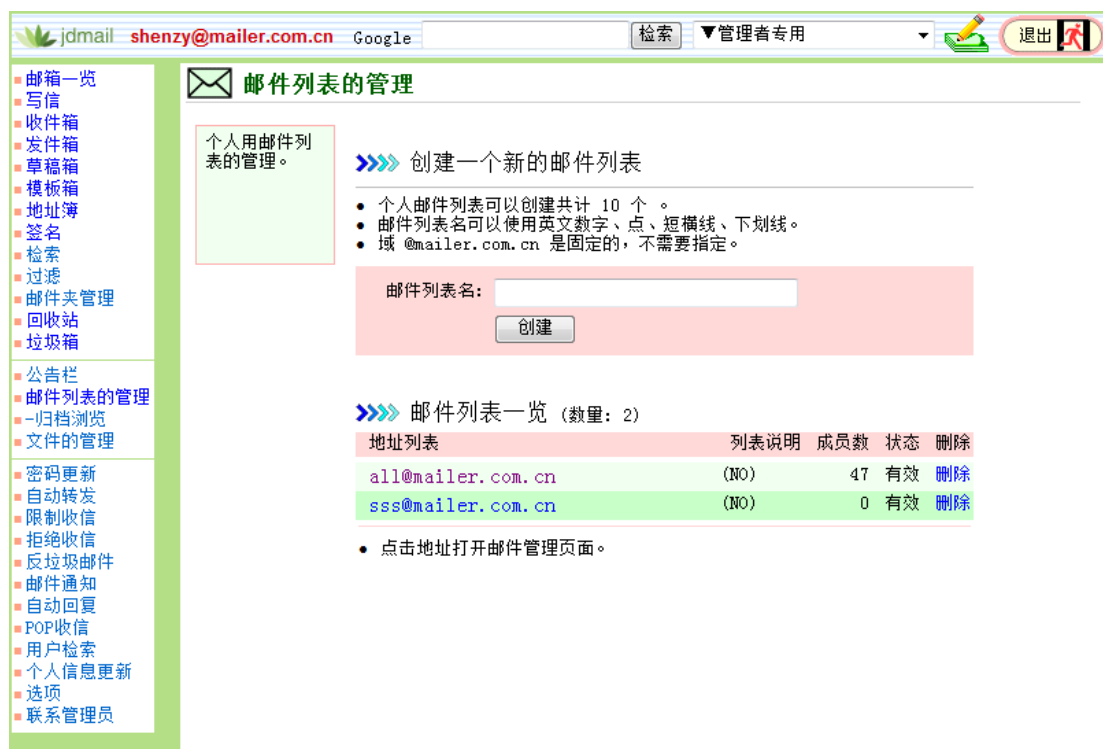 jdmail shenzy@mailer.com.cn Google 检索 ▼管理者专用 退出
邮箱一览
写信
收件箱
发件箱
草稿箱
模板箱
地址簿
签名
检索
过滤
邮件夹管理
回收站
垃圾箱
公告栏
邮件列表的管理
-归档浏览
文件的管理
密码更新
自动转发
限制收信
拒绝收信
反垃圾邮件
邮件通知
自动回复
POP收信
用户检索
个人信息更新
选项
联系管理员
邮件列表的管理
个人用邮件列
表的管理。
创建一个新的邮件列表
● 个人邮件列表可以创建共计 10 个 。
● 邮件列表名可以使用英文数字、点、短横线、下划线。
● 域 @mailer.com.cn 是固定的，不需要指定。
邮件列表名:
创建
邮件列表一览 (数量: 2)
地址列表 列表说明 成员数 状态 删除
all@mailer.com.cn (NO) 47 有效 删除
sss@mailer.com.cn (NO) 0 有效 删除
● 点击地址打开邮件管理页面。